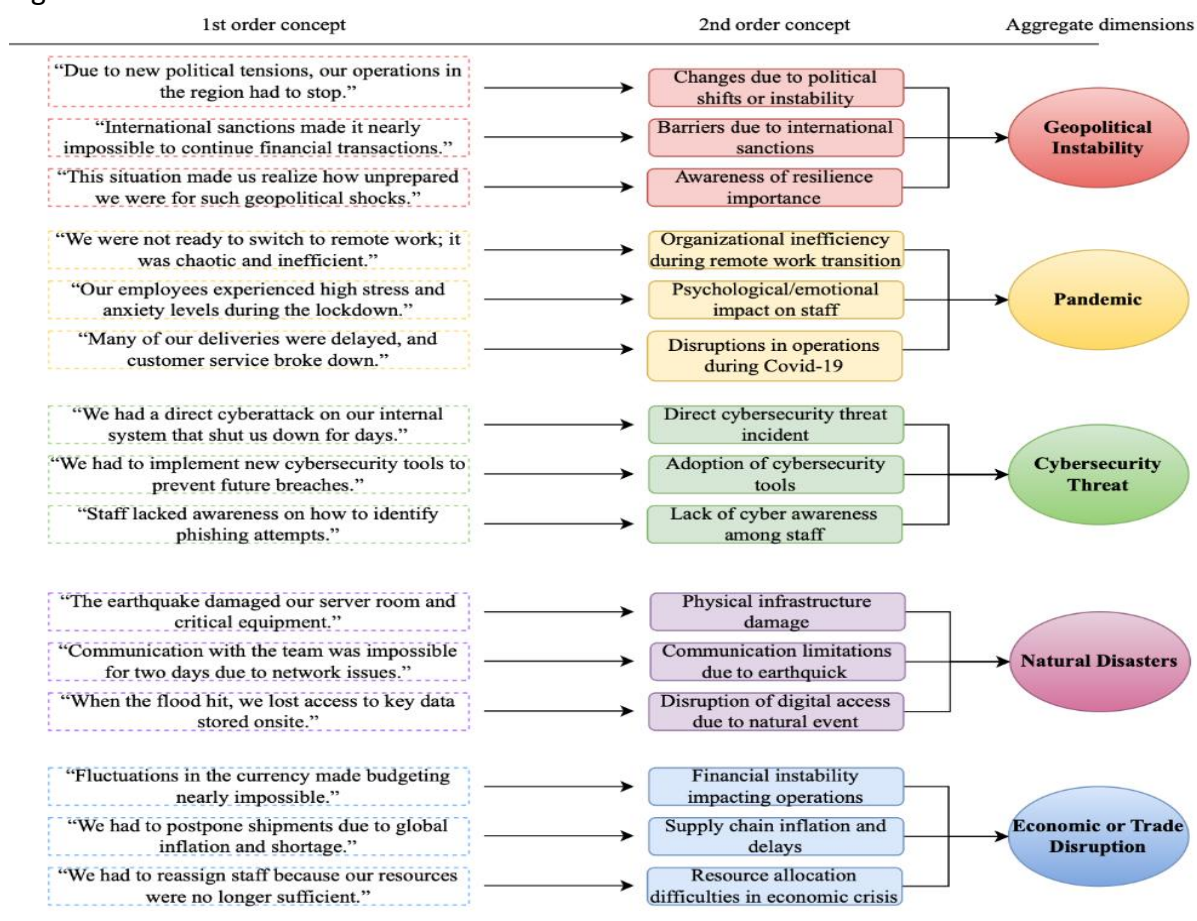 1st order concept
2nd order concept
Aggregate dimensions
“Due to new political tensions, our operations in
the region had to stop.”
Changes due to political
shifts or instability
“International sanctions made it nearly
impossible to continue financial transactions.”
Barriers due to international
sanctions
“This situation made us realize how unprepared
we were for such geopolitical shocks.”
Awareness of resilience
importance
Geopolitical
Instability
“We were not ready to switch to remote work; it
was chaotic and inefficient.”
Organizational inefficiency
during remote work transition
“Our employees experienced high stress and
anxiety levels during the lockdown.”
Psychological/emotional
impact on staff
“Many of our deliveries were delayed, and
customer service broke down.”
Disruptions in operations
during Covid-19
Pandemic
“We had a direct cyberattack on our internal
system that shut us down for days.”
Direct cybersecurity threat
incident
“We had to implement new cybersecurity tools to
prevent future breaches.”
Adoption of cybersecurity
tools
“Staff lacked awareness on how to identify
phishing attempts.”
Lack of cyber awareness
among staff
Cybersecurity
Threat
“The earthquake damaged our server room and
critical equipment.”
Physical infrastructure
damage
“Communication with the team was impossible
for two days due to network issues.”
Communication limitations
due to earthquick
“When the flood hit, we lost access to key data
stored onsite.”
Disruption of digital access
due to natural event
Natural Disasters
“Fluctuations in the currency made budgeting
nearly impossible.”
Financial instability
impacting operations
“We had to postpone shipments due to global
inflation and shortage.”
Supply chain inflation and
delays
“We had to reassign staff because our resources
were no longer sufficient.”
Resource allocation
difficulties in economic crisis
Economic or Trade
Disruption